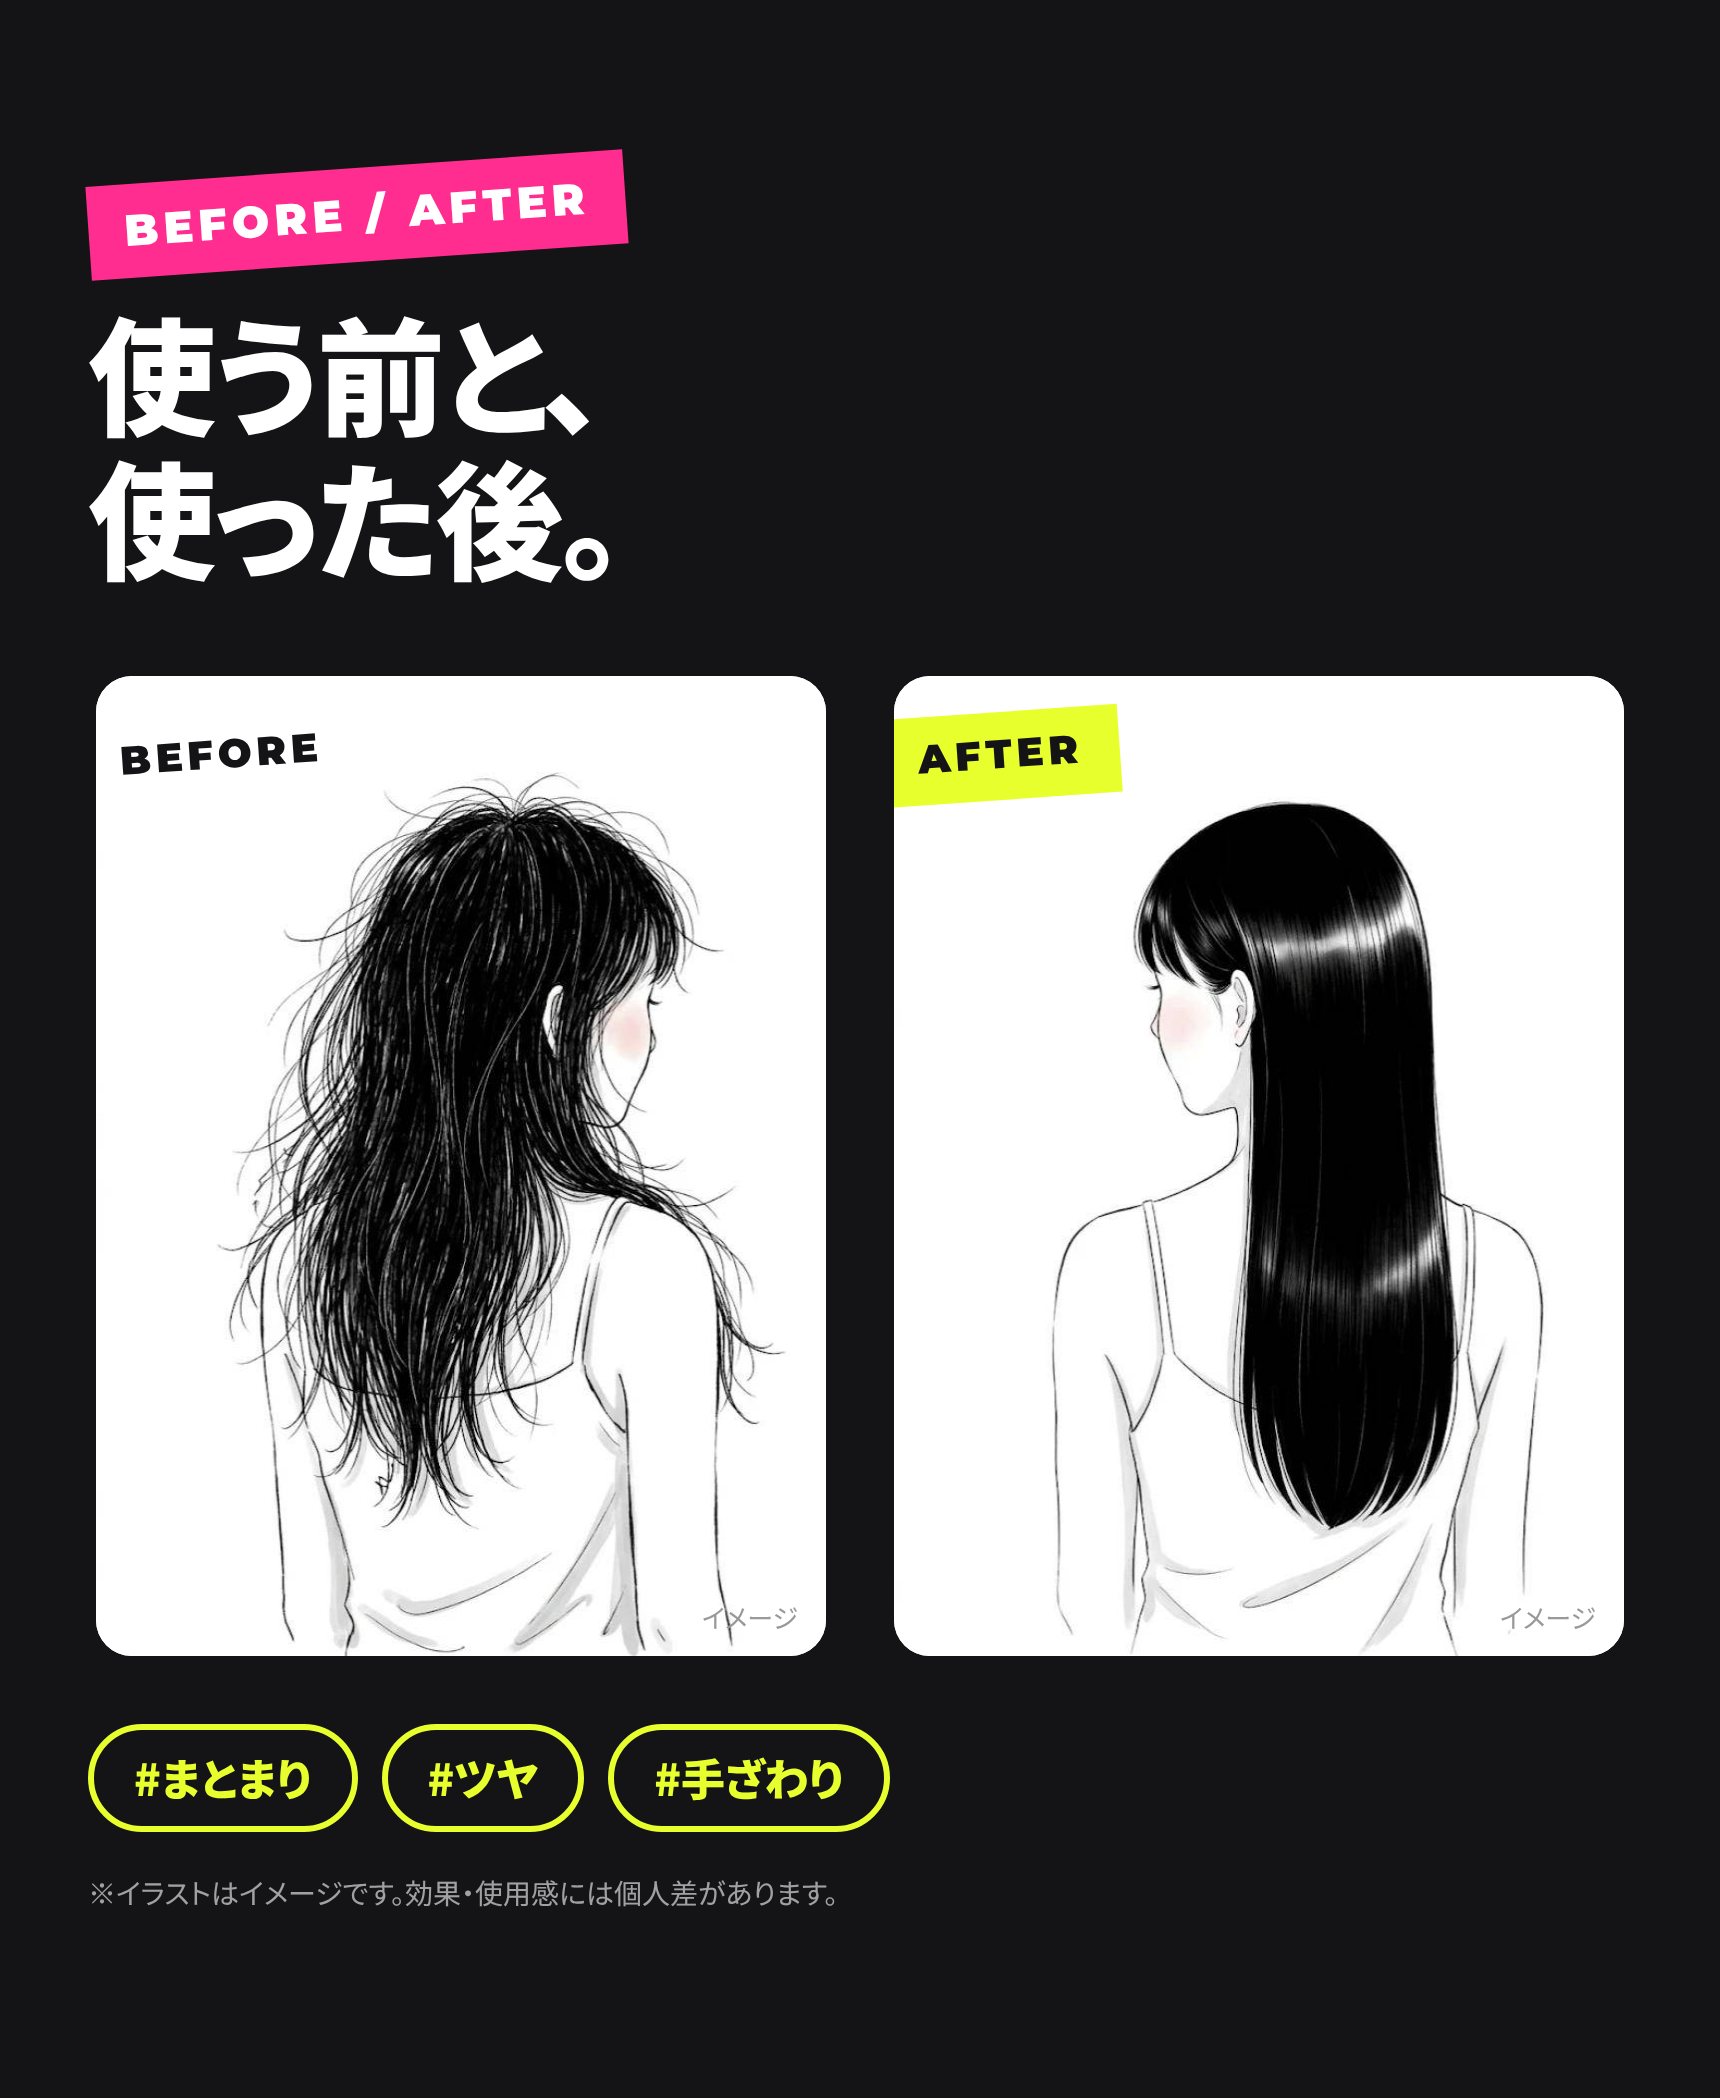 BEFORE / AFTER
使う前と、
使った後。
BEFORE
AFTER
イメージ
イメージ
#まとまり
#ツヤ
#手ざわり
※イラストはイメージです。効果・使用感には個人差があります。